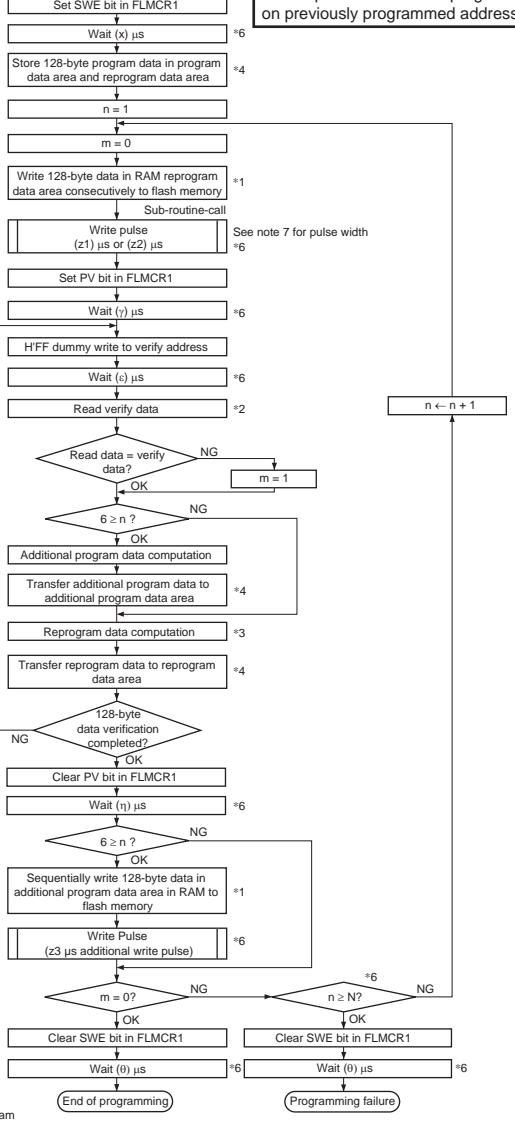 Set SWE bit in FLMCR1
on previously programmed address
Wait (x) µs
*6
Store 128-byte program data in program
data area and reprogram data area
*4
n = 1
m = 0
Write 128-byte data in RAM reprogram
data area consecutively to flash memory
*1
Sub-routine-call
Write pulse
(z1) µs or (z2) µs
See note 7 for pulse width
*6
Set PV bit in FLMCR1
Wait (γ) µs
*6
H'FF dummy write to verify address
Wait (ε) µs
*6
Read verify data
*2
n ← n + 1
Read data = verify
data?
NG
m = 1
OK
6 ≥ n ?
NG
OK
Additional program data computation
Transfer additional program data to
additional program data area
*4
Reprogram data computation
*3
Transfer reprogram data to reprogram
data area
*4
128-byte
data verification
completed?
NG
OK
Clear PV bit in FLMCR1
Wait (η) µs
*6
6 ≥ n ?
NG
OK
Sequentially write 128-byte data in
additional program data area in RAM to
flash memory
*1
Write Pulse
(z3 µs additional write pulse)
*6
*6
m = 0?
NG
n ≥ N?
NG
OK
OK
Clear SWE bit in FLMCR1
Clear SWE bit in FLMCR1
Wait (θ) µs
*6
Wait (θ) µs
*6
End of programming
Programming failure
am